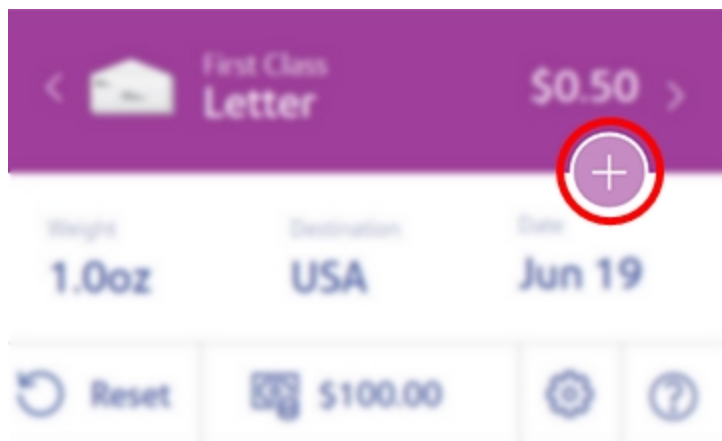 First Class
Letter
$0.50
Weight
Destination
Date
1.0oz
USA
Jun 19
Reset
$100.00